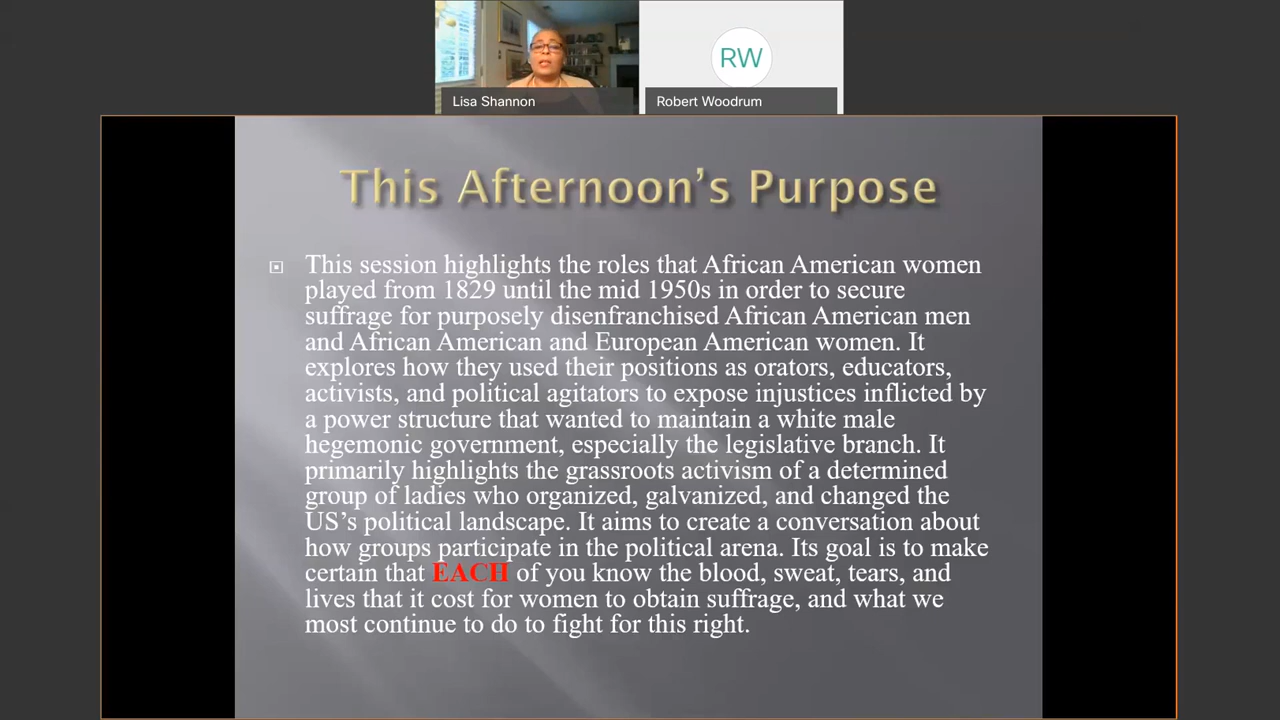 Lisa Shannon
RW
Robert Woodrum
This Afternoon's Purpose
This session highlights the roles that African American women
played from 1829 until the mid 1950s in order to secure
suffrage for purposely disenfranchised African American men
and African American and European American women. It
explores how they used their positions as orators, educators,
activists, and political agitators to expose injustices inflicted by
a power structure that wanted to maintain a white male
hegemonic government, especially the legislative branch. It
primarily highlights the grassroots activism of a determined
group of ladies who organized, galvanized, and changed the
US's political landscape. It aims to create a conversation about
how groups participate in the political arena. Its goal is to make
certain that EACH of you know the blood, sweat, tears, and
lives that it cost for women to obtain suffrage, and what we
most continue to do to fight for this right.